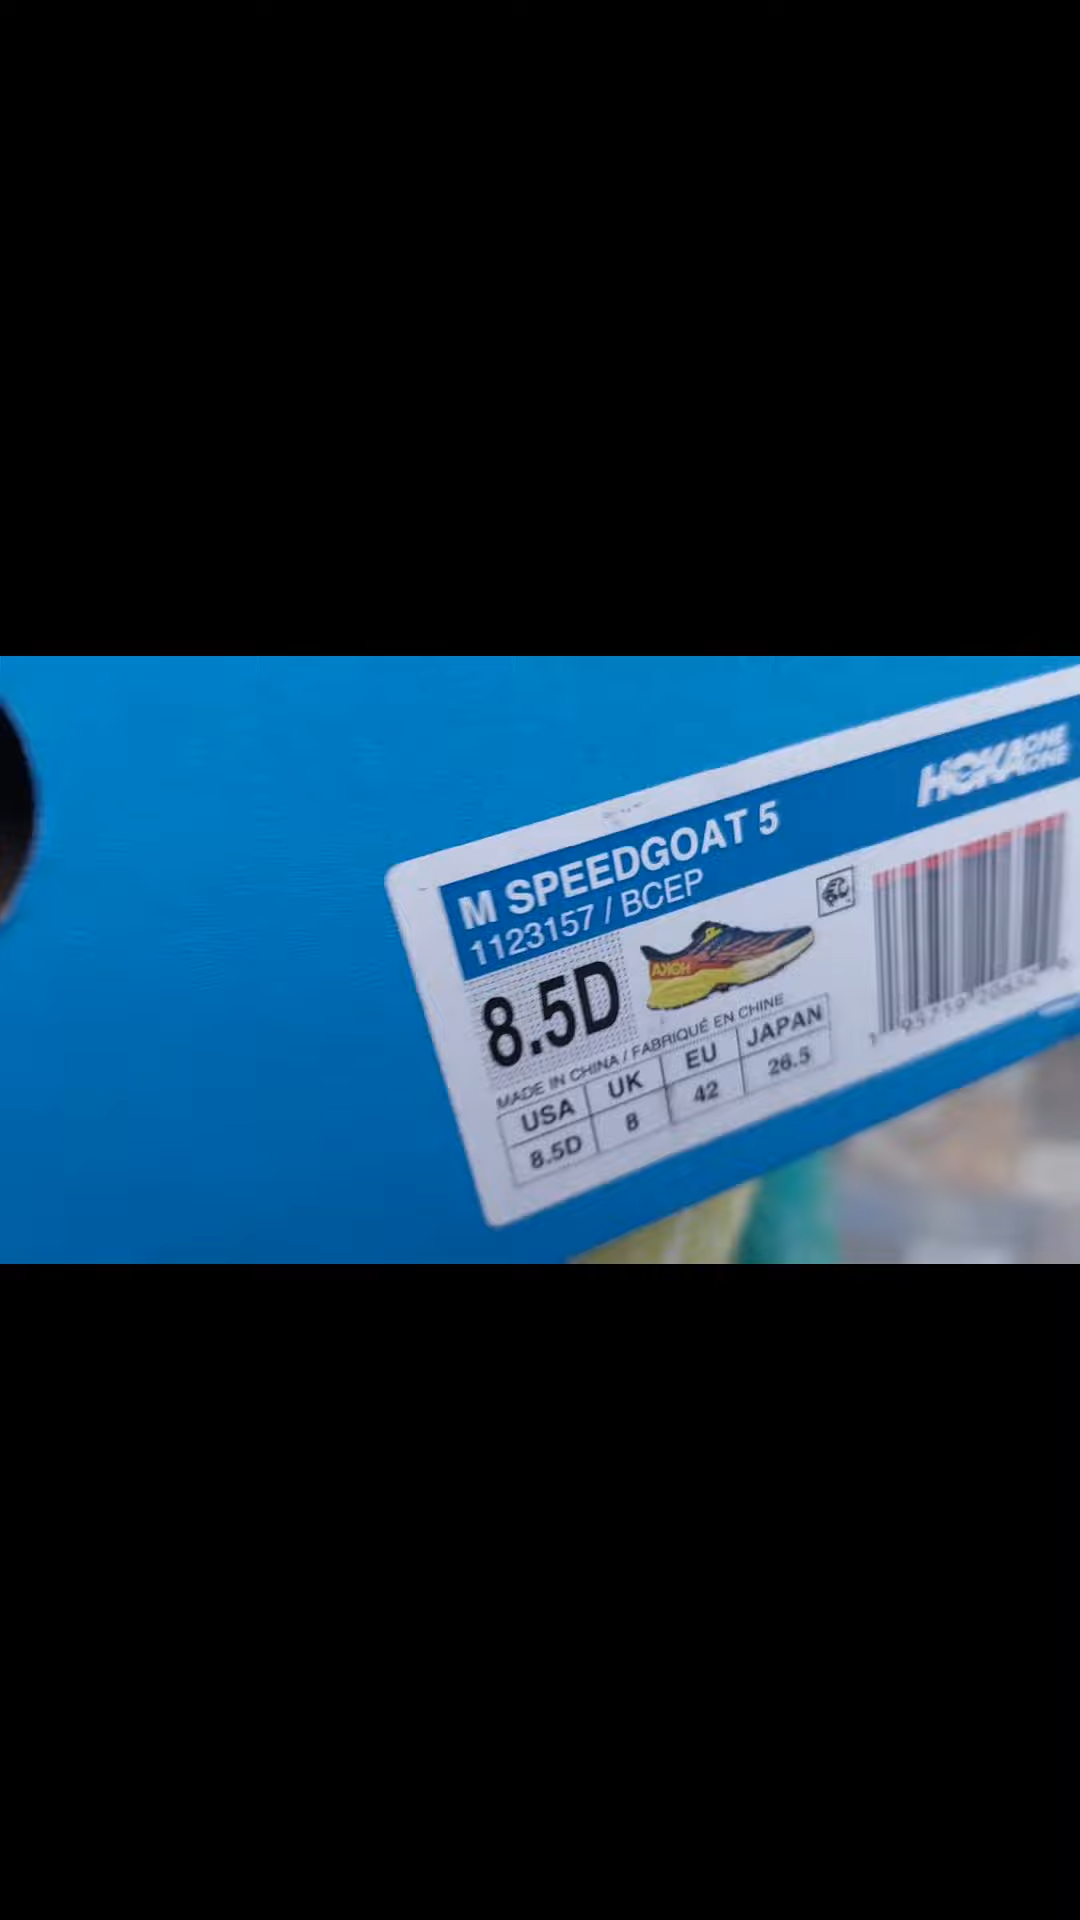 HOKA ONE ONE
M SPEEDGOAT 5
1123157 / BCEP
8.5D
HOKA
MADE IN CHINA / FABRIQUÉ EN CHINE
USA UK EU JAPAN
8.5D 8 42 26.5